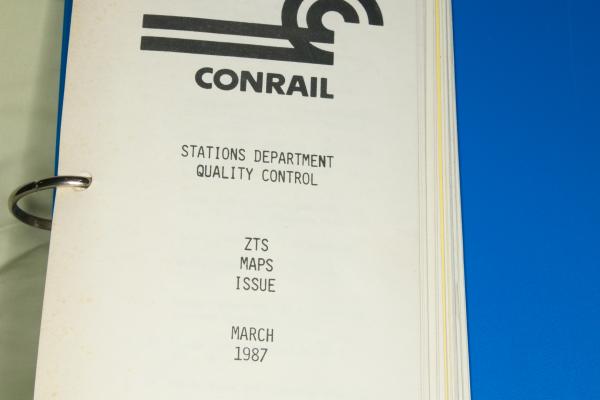 CONRAIL
STATIONS DEPARTMENT
QUALITY CONTROL
ZTS
MAPS
ISSUE
MARCH
1987